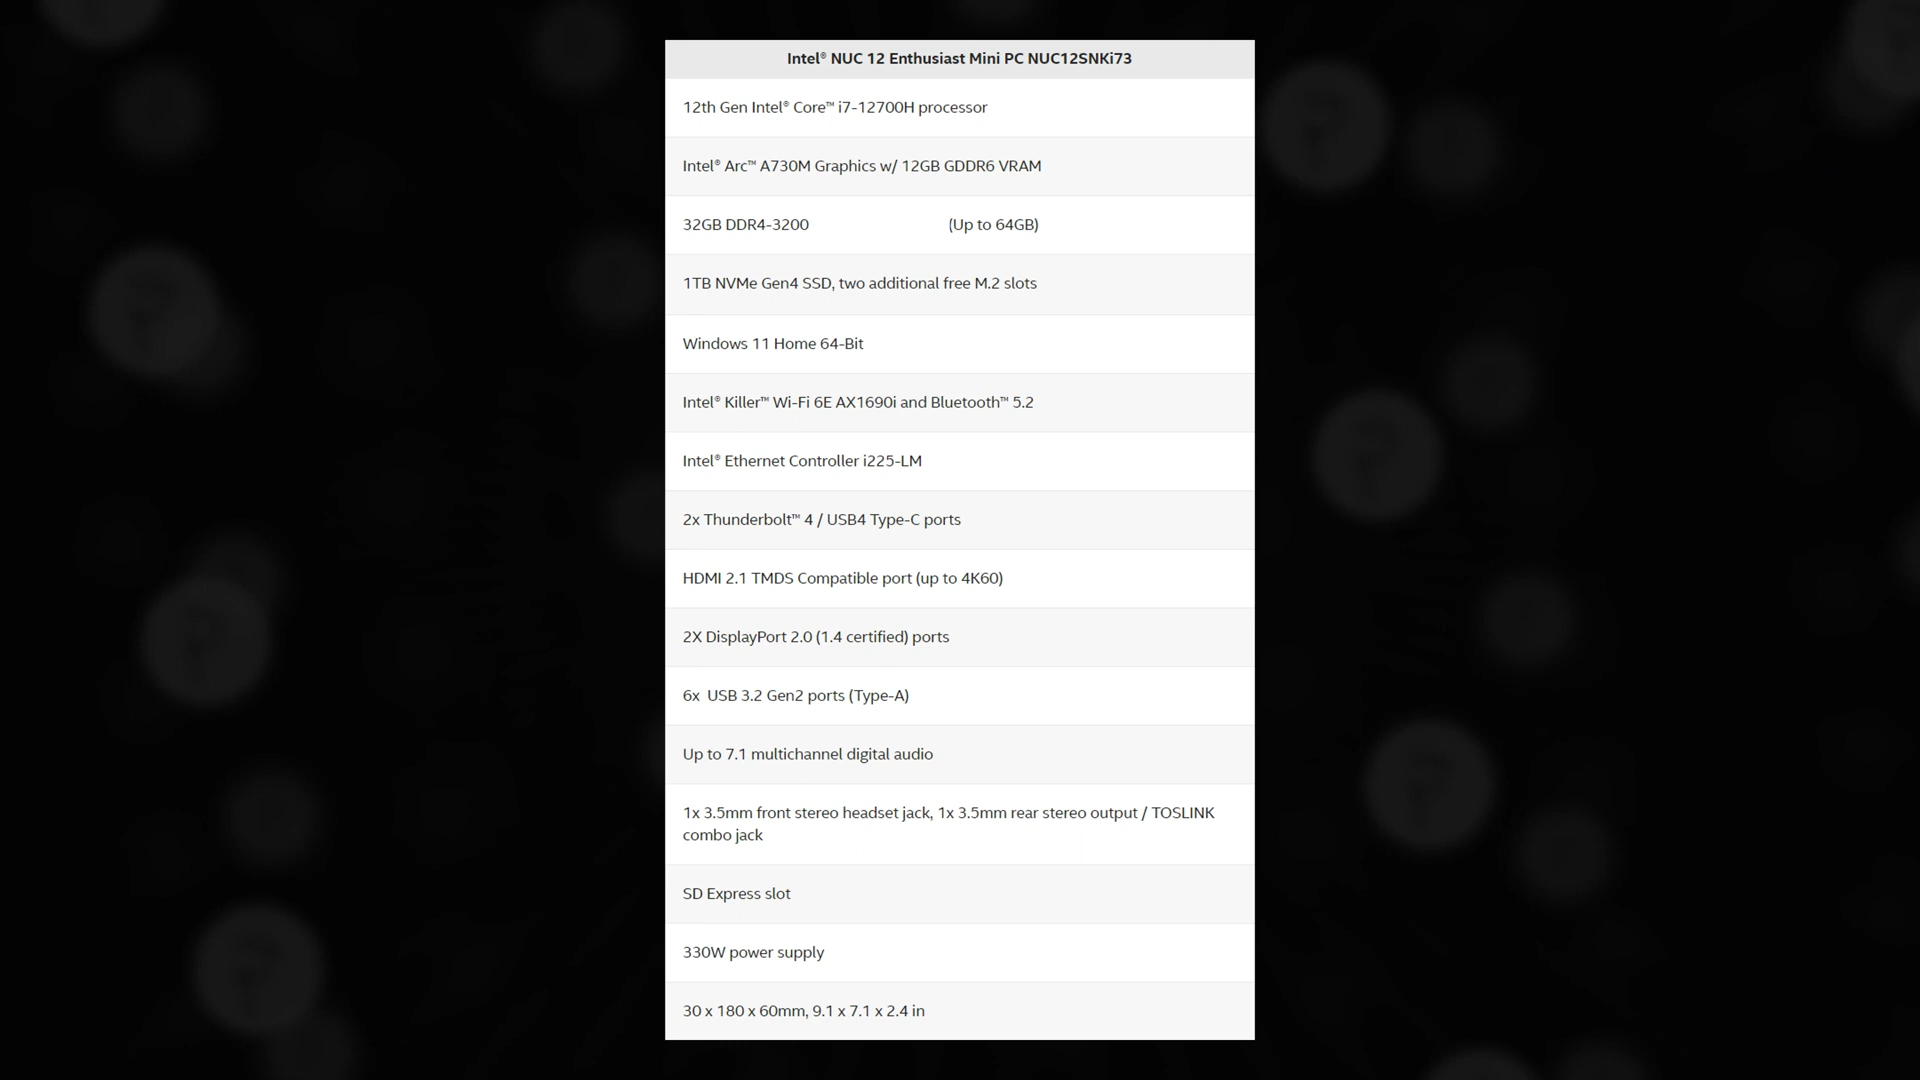 Intel® NUC 12 Enthusiast Mini PC NUC12SNKi73
12th Gen Intel® Core™ i7-12700H processor
Intel® Arc™ A730M Graphics w/ 12GB GDDR6 VRAM
32GB DDR4-3200 (Up to 64GB)
1TB NVMe Gen4 SSD, two additional free M.2 slots
Windows 11 Home 64-Bit
Intel® Killer™ Wi-Fi 6E AX1690i and Bluetooth™ 5.2
Intel® Ethernet Controller i225-LM
2x Thunderbolt™ 4 / USB4 Type-C ports
HDMI 2.1 TMDS Compatible port (up to 4K60)
2X DisplayPort 2.0 (1.4 certified) ports
6x  USB 3.2 Gen2 ports (Type-A)
Up to 7.1 multichannel digital audio
1x 3.5mm front stereo headset jack, 1x 3.5mm rear stereo output / TOSLINK
combo jack
SD Express slot
330W power supply
30 x 180 x 60mm, 9.1 x 7.1 x 2.4 in